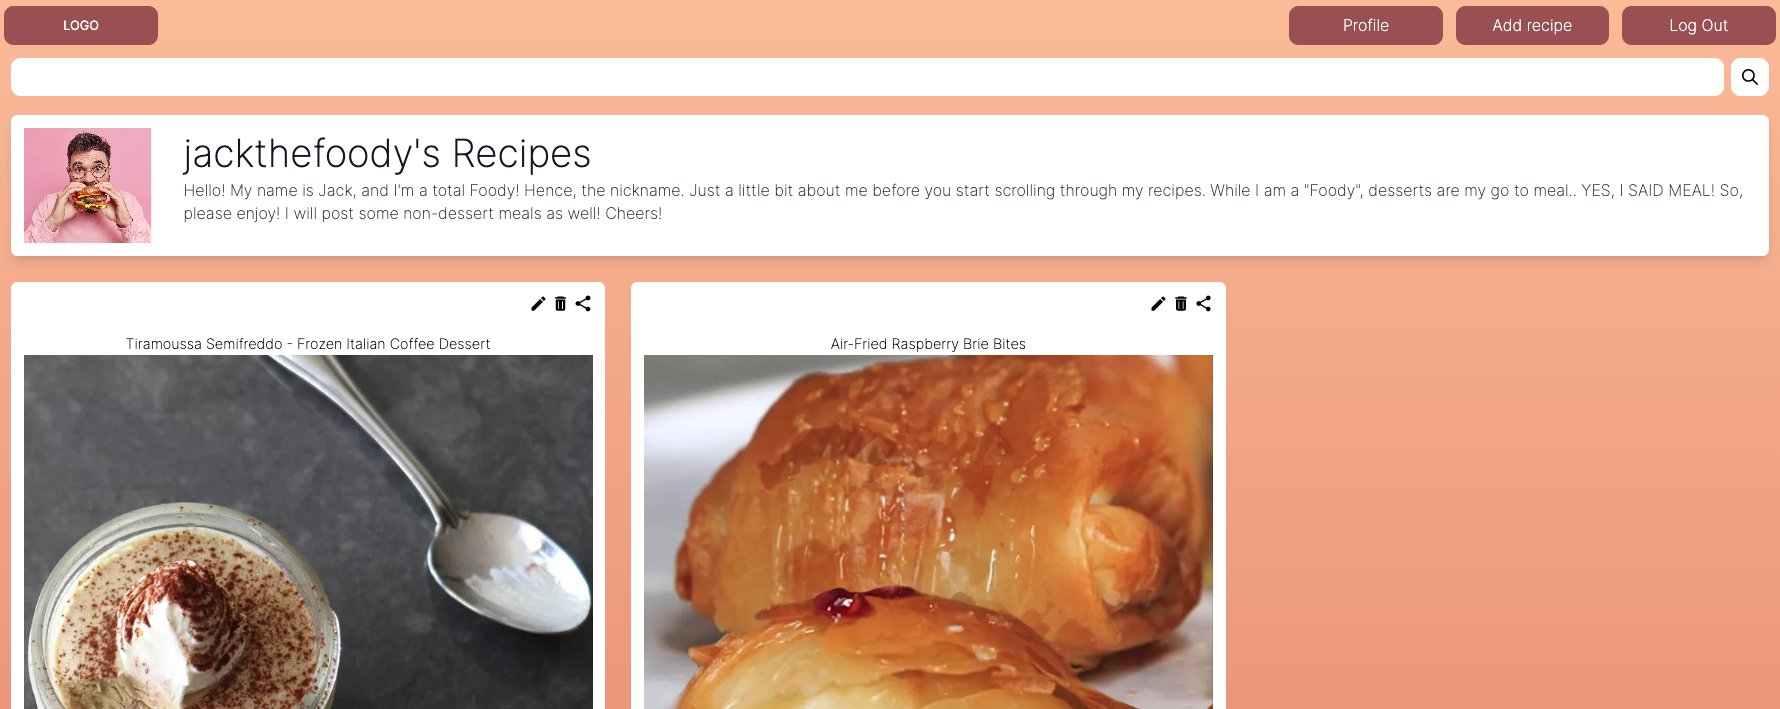 LOGO
Profile
Add recipe
Log Out
jackthefoody's Recipes
Hello! My name is Jack, and I'm a total Foody! Hence, the nickname. Just a little bit about me before you start scrolling through my recipes. While I am a "Foody", desserts are my go to meal.. YES, I SAID MEAL! So,
please enjoy! I will post some non-dessert meals as well! Cheers!
Tiramoussa Semifreddo - Frozen Italian Coffee Dessert
Air-Fried Raspberry Brie Bites